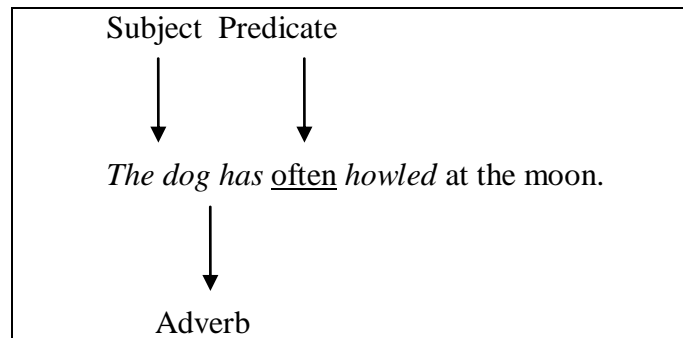 Subject Predicate
The dog has often howled at the moon.
Adverb